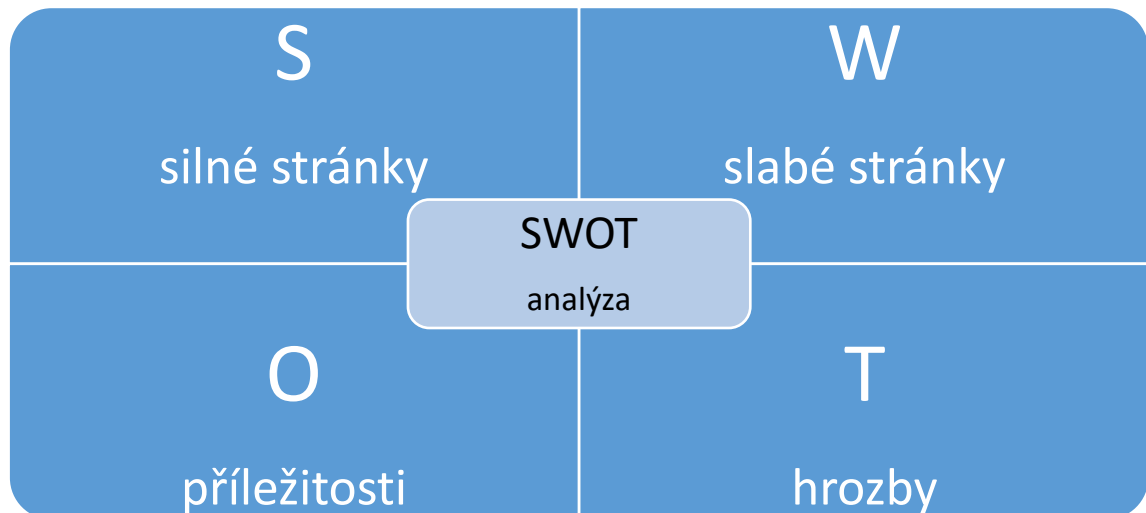 S
silné stránky
W
slabé stránky
SWOT
analýza
O
příležitosti
T
hrozby